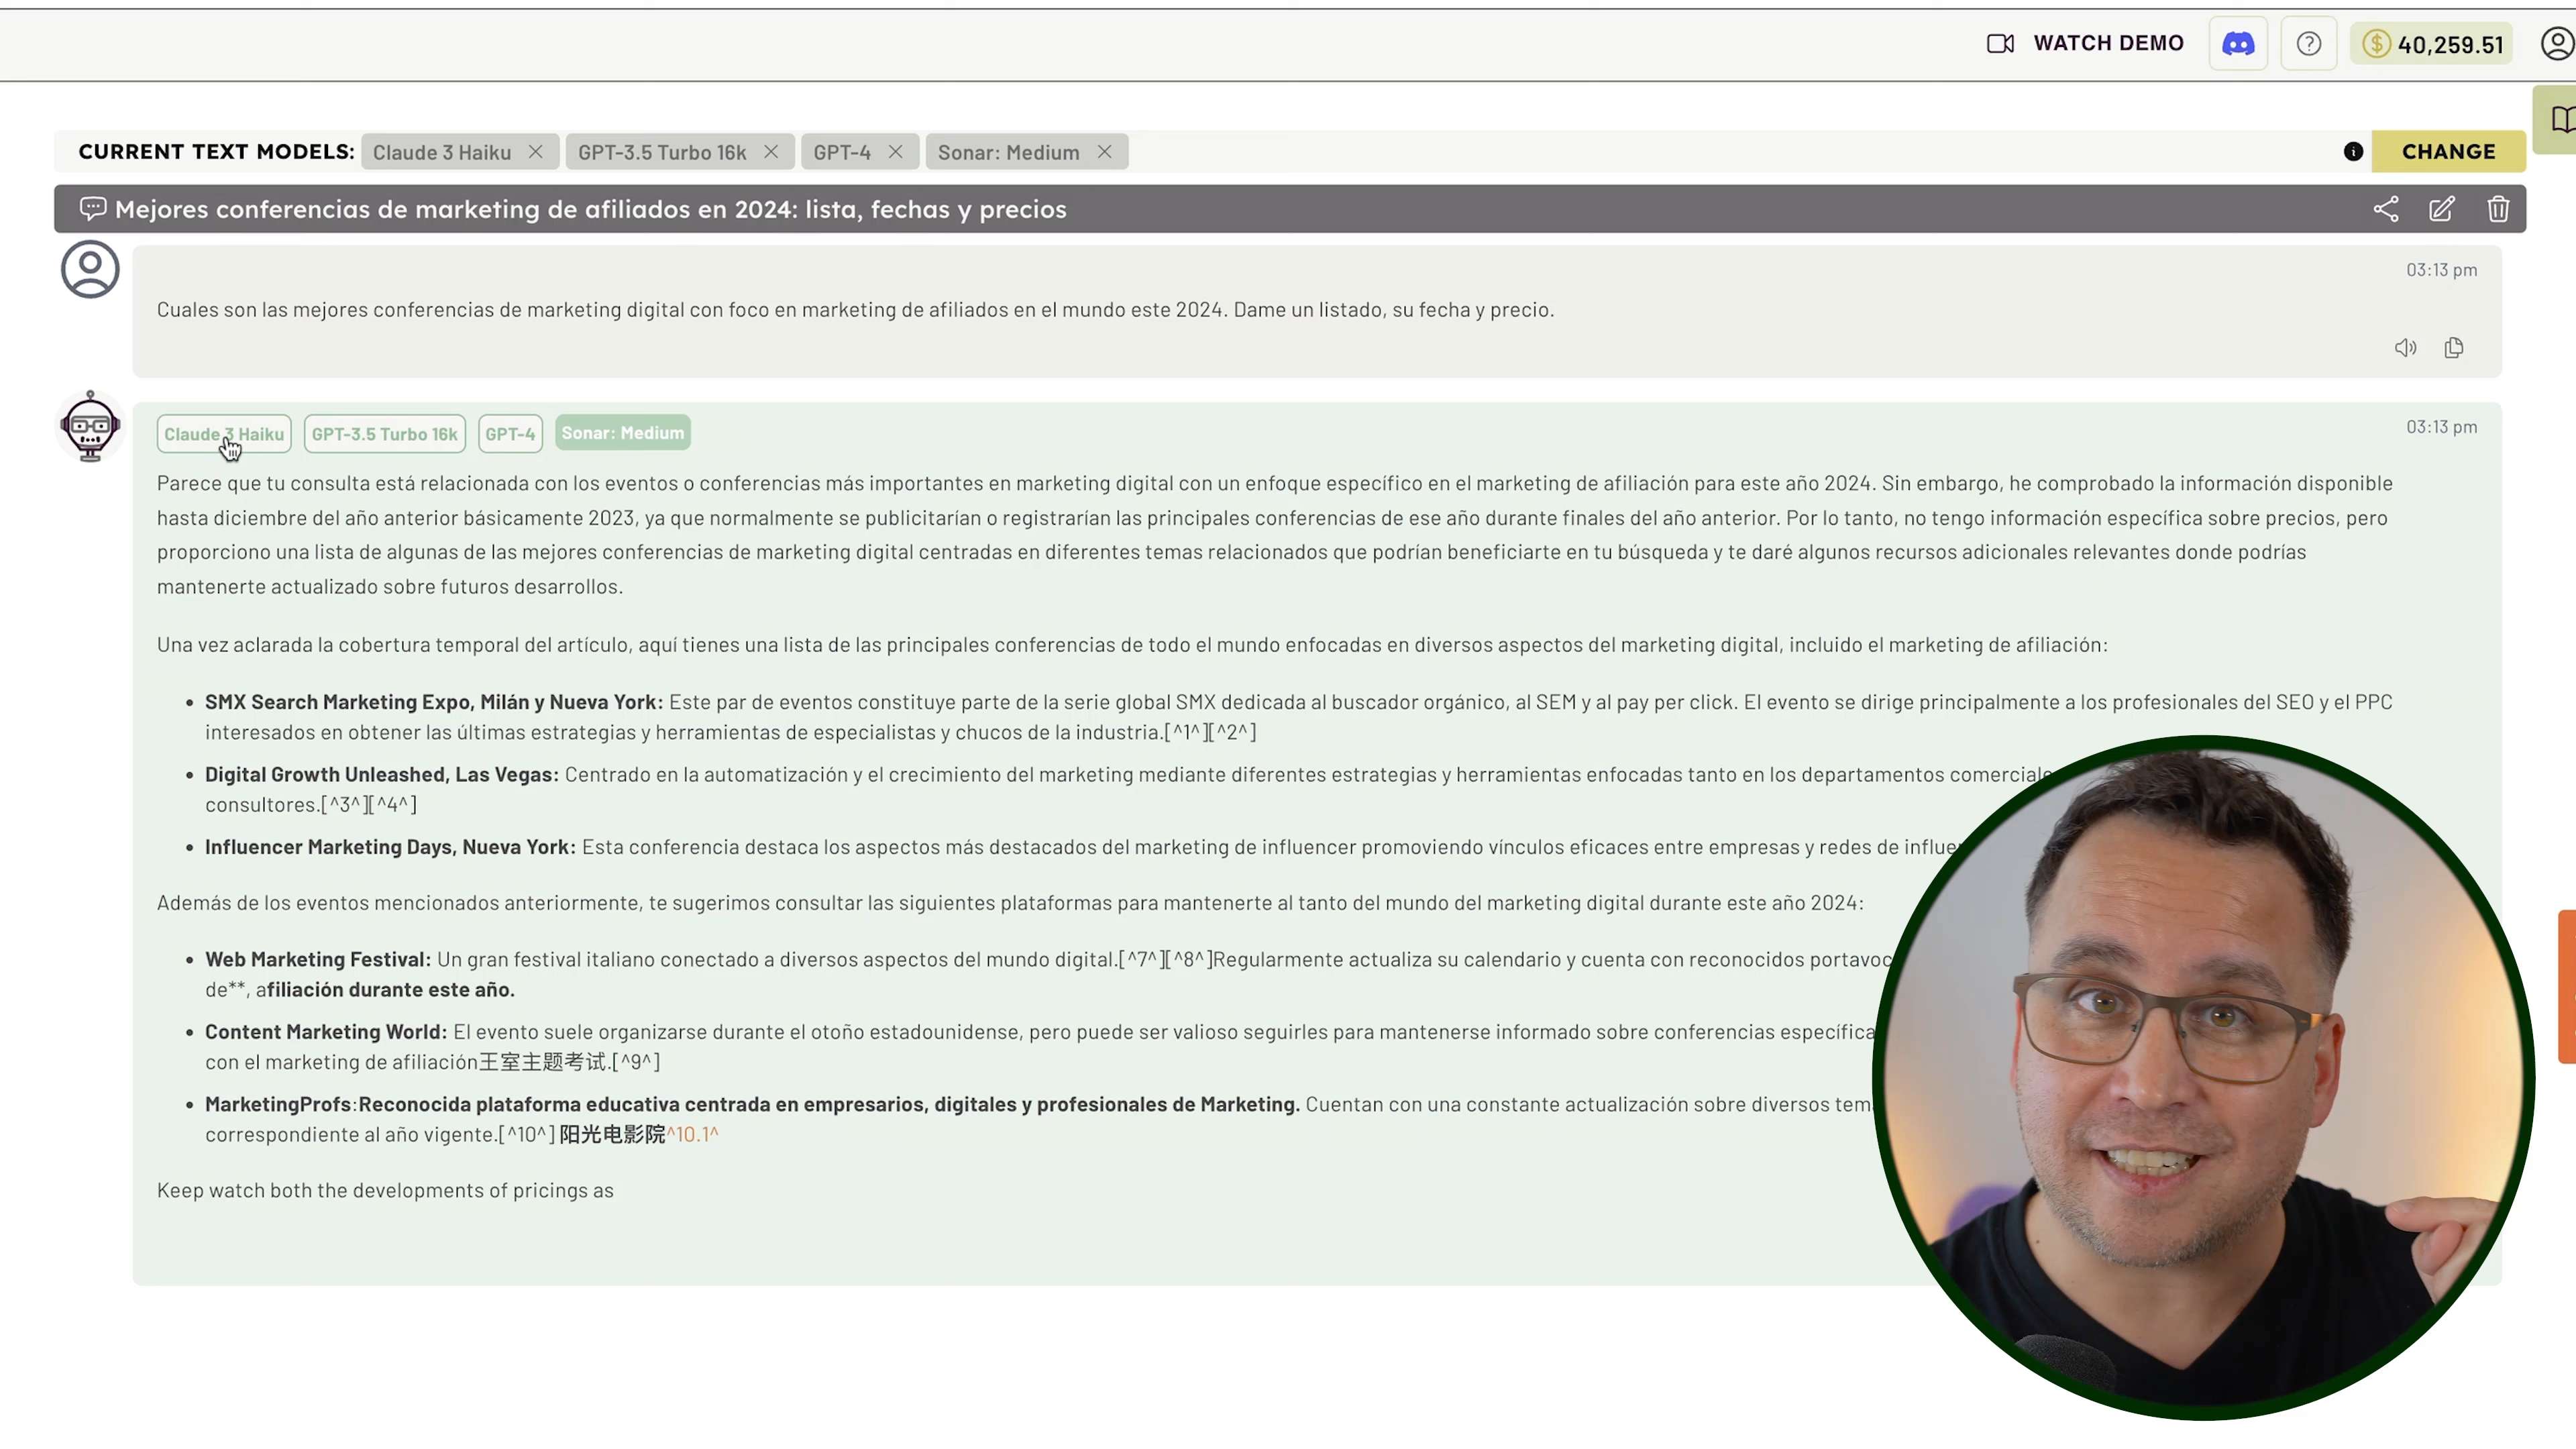 WATCH DEMO
40,259.51
CURRENT TEXT MODELS: Claude 3 Haiku GPT-3.5 Turbo 16k GPT-4 Sonar: Medium
CHANGE
Mejores conferencias de marketing de afiliados en 2024: lista, fechas y precios
03:13 pm
Cuales son las mejores conferencias de marketing digital con foco en marketing de afiliados en el mundo este 2024. Dame un listado, su fecha y precio.
Claude 3 Haiku GPT-3.5 Turbo 16k GPT-4 Sonar: Medium
03:13 pm
Parece que tu consulta está relacionada con los eventos o conferencias más importantes en marketing digital con un enfoque específico en el marketing de afiliación para este año 2024. Sin embargo, he comprobado la información disponible
hasta diciembre del año anterior básicamente 2023, ya que normalmente se publicitarían o registrarían las principales conferencias de ese año durante finales del año anterior. Por lo tanto, no tengo información específica sobre precios, pero
proporciono una lista de algunas de las mejores conferencias de marketing digital centradas en diferentes temas relacionados que podrían beneficiarte en tu búsqueda y te daré algunos recursos adicionales relevantes donde podrías
mantenerte actualizado sobre futuros desarrollos.
Una vez aclarada la cobertura temporal del artículo, aquí tienes una lista de las principales conferencias de todo el mundo enfocadas en diversos aspectos del marketing digital, incluido el marketing de afiliación:
• SMX Search Marketing Expo, Milán y Nueva York: Este par de eventos constituye parte de la serie global SMX dedicada al buscador orgánico, al SEM y al pay per click. El evento se dirige principalmente a los profesionales del SEO y el PPC
interesados en obtener las últimas estrategias y herramientas de especialistas y chucos de la industria.[^1^][^2^]
• Digital Growth Unleashed, Las Vegas: Centrado en la automatización y el crecimiento del marketing mediante diferentes estrategias y herramientas enfocadas tanto en los departamentos
consultores.[^3^][^4^]
• Influencer Marketing Days, Nueva York: Esta conferencia destaca los aspectos más destacados del marketing de influencer promoviendo vínculos eficaces entre empresas y redes de
Además de los eventos mencionados anteriormente, te sugerimos consultar las siguientes plataformas para mantenerte al tanto del mundo del marketing digital durante este año 2024:
• Web Marketing Festival: Un gran festival italiano conectado a diversos aspectos del mundo digital.[^7^][^8^]Regularmente actualiza su calendario y cuenta con reconocidos
de**, afiliación durante este año.
• Content Marketing World: El evento suele organizarse durante el otoño estadounidense, pero puede ser valioso seguirles para mantenerse informado sobre conferencias
con el marketing de afiliación王室主题考试.[^9^]
• MarketingProfs:Reconocida plataforma educativa centrada en empresarios, digitales y profesionales de Marketing. Cuentan con una constante actualización sobre diversos
correspondiente al año vigente.[^10^] 阳光电影院^10.1^
Keep watch both the developments of pricings as